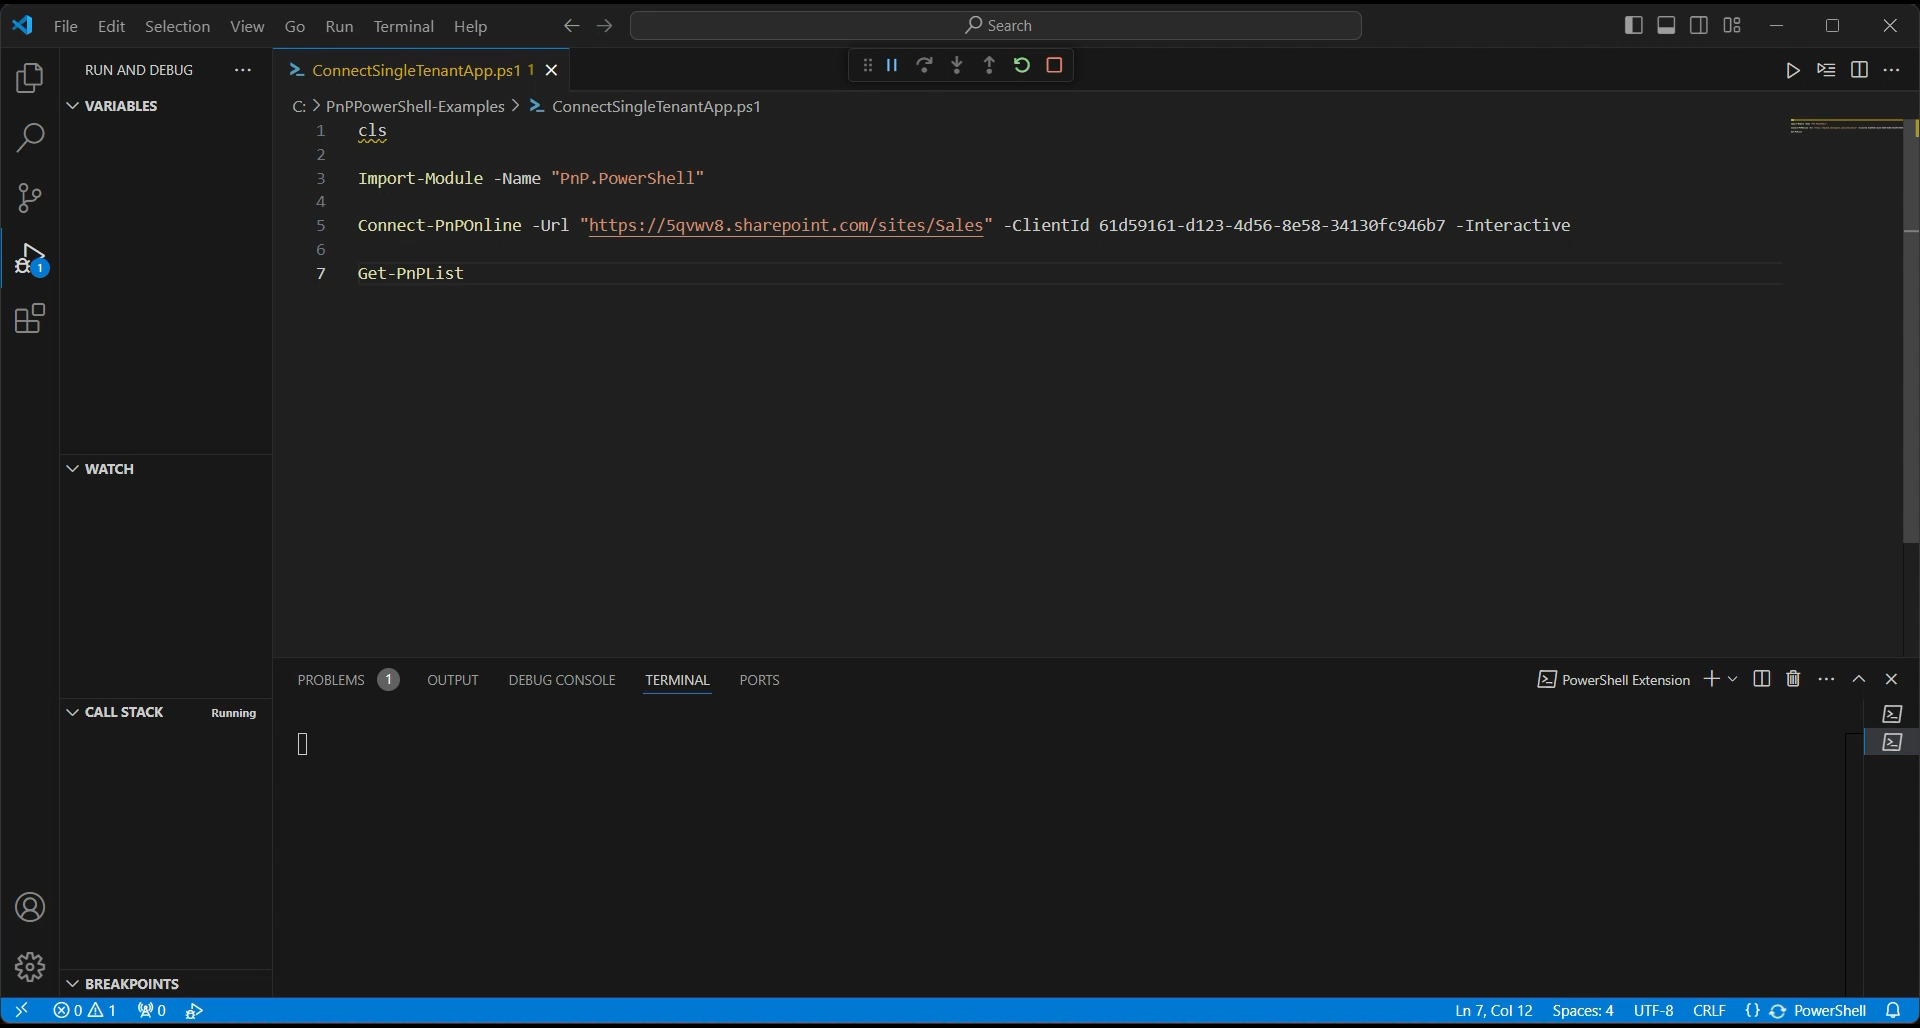 File Edit Selection View Go Run Terminal Help
Search
RUN AND DEBUG
ConnectSingleTenantApp.ps1 1
VARIABLES
C: > PnPPowerShell-Examples > ConnectSingleTenantApp.ps1
1 cls
2
3 Import-Module -Name "PnP.PowerShell"
4
5 Connect-PnPOnline -Url "https://5qvwv8.sharepoint.com/sites/Sales" -ClientId 61d59161-d123-4d56-8e58-34130fc946b7 -Interactive
6
7 Get-PnPList
1
WATCH
PROBLEMS 1 OUTPUT DEBUG CONSOLE TERMINAL PORTS
PowerShell Extension
CALL STACK Running
BREAKPOINTS
0 1 0
Ln 7, Col 12 Spaces: 4 UTF-8 CRLF {} PowerShell